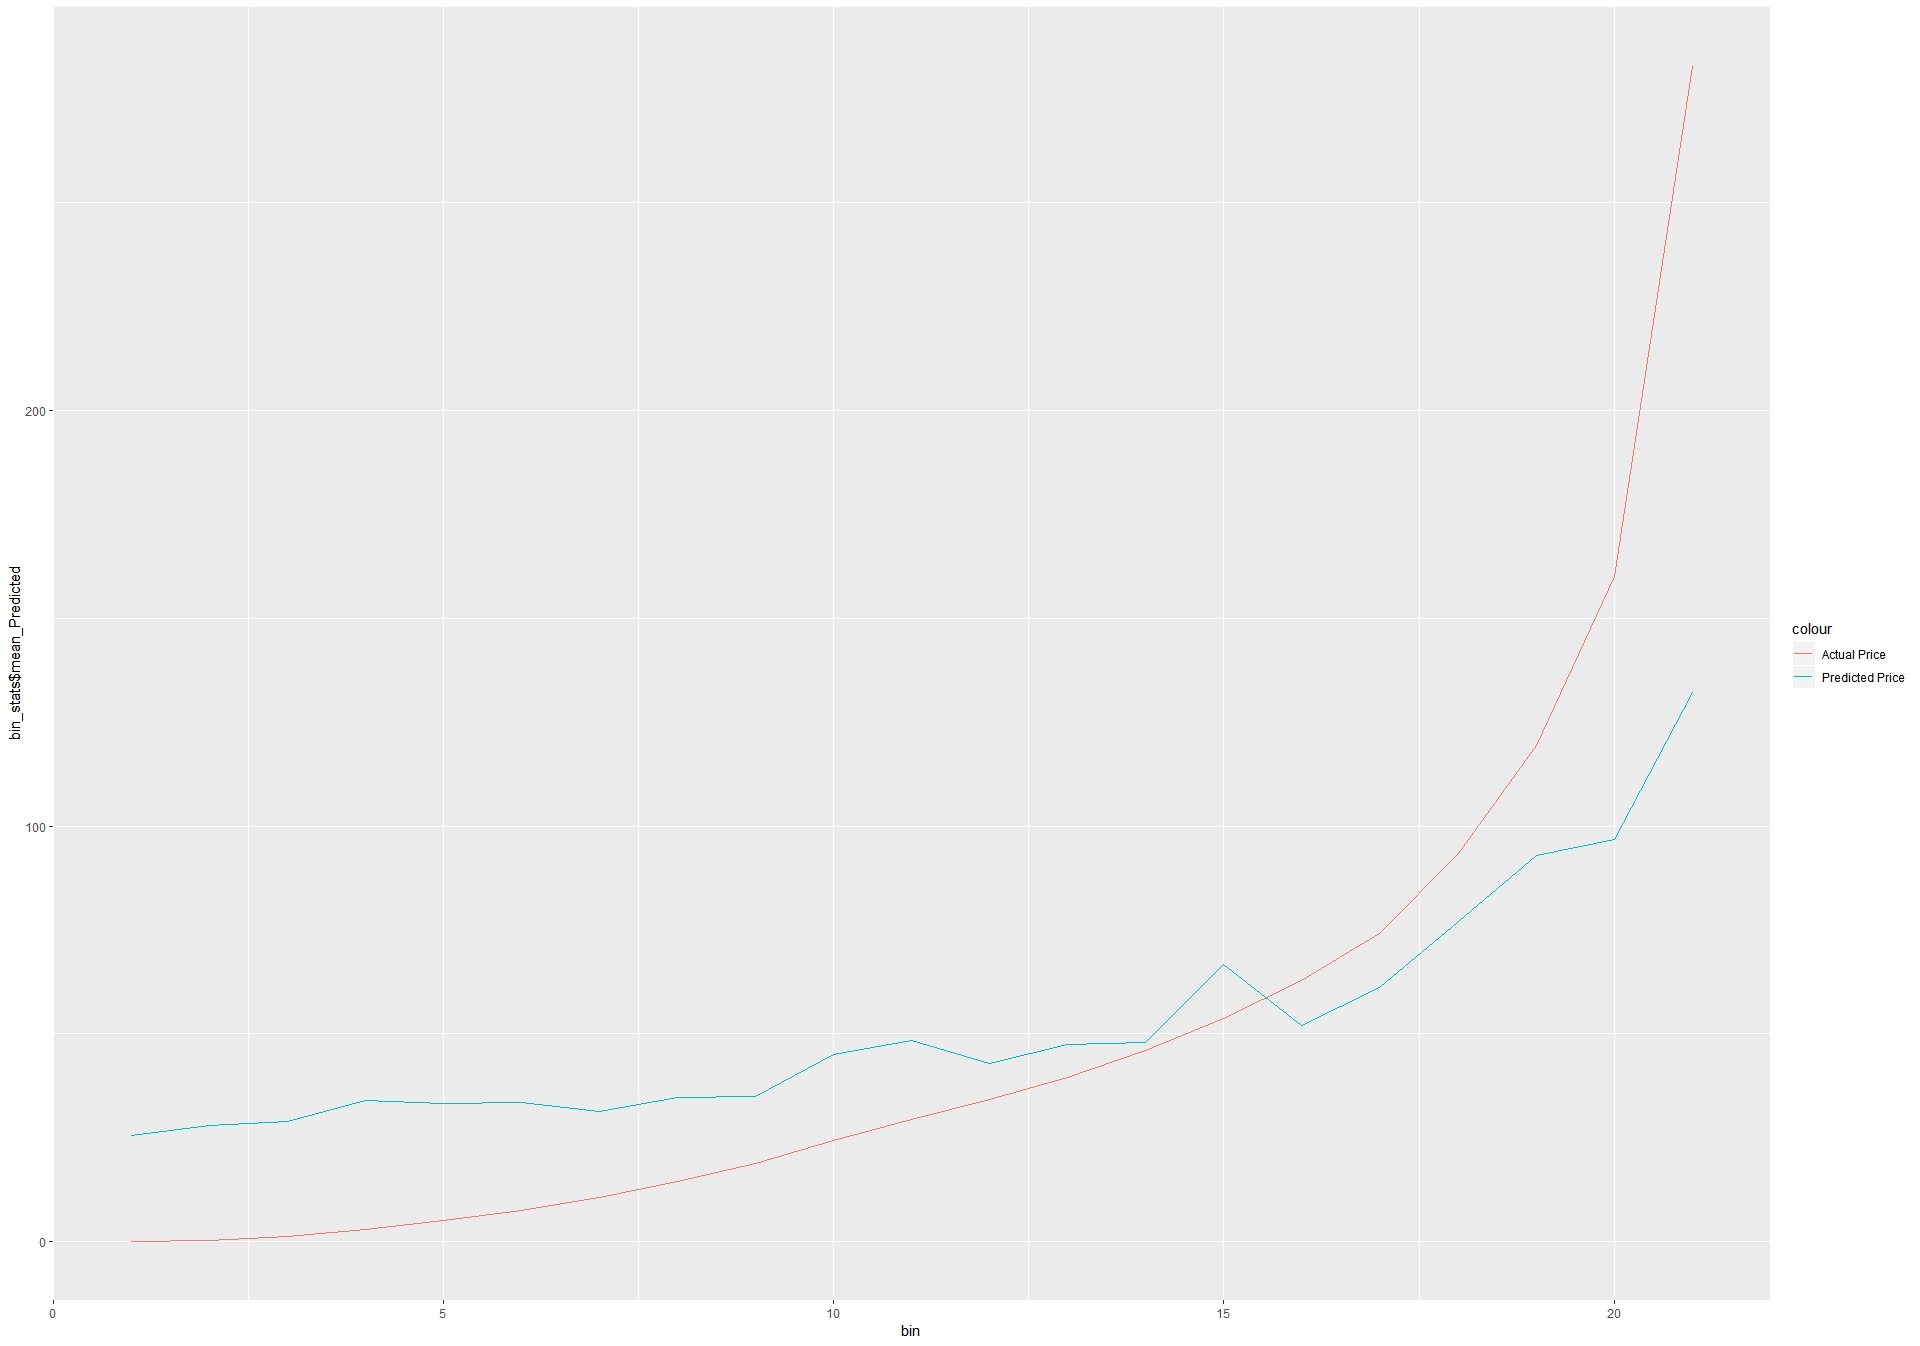 bin_stats$mean_Predicted
200
100
0
0
5
10
15
20
bin
colour
Actual Price
Predicted Price